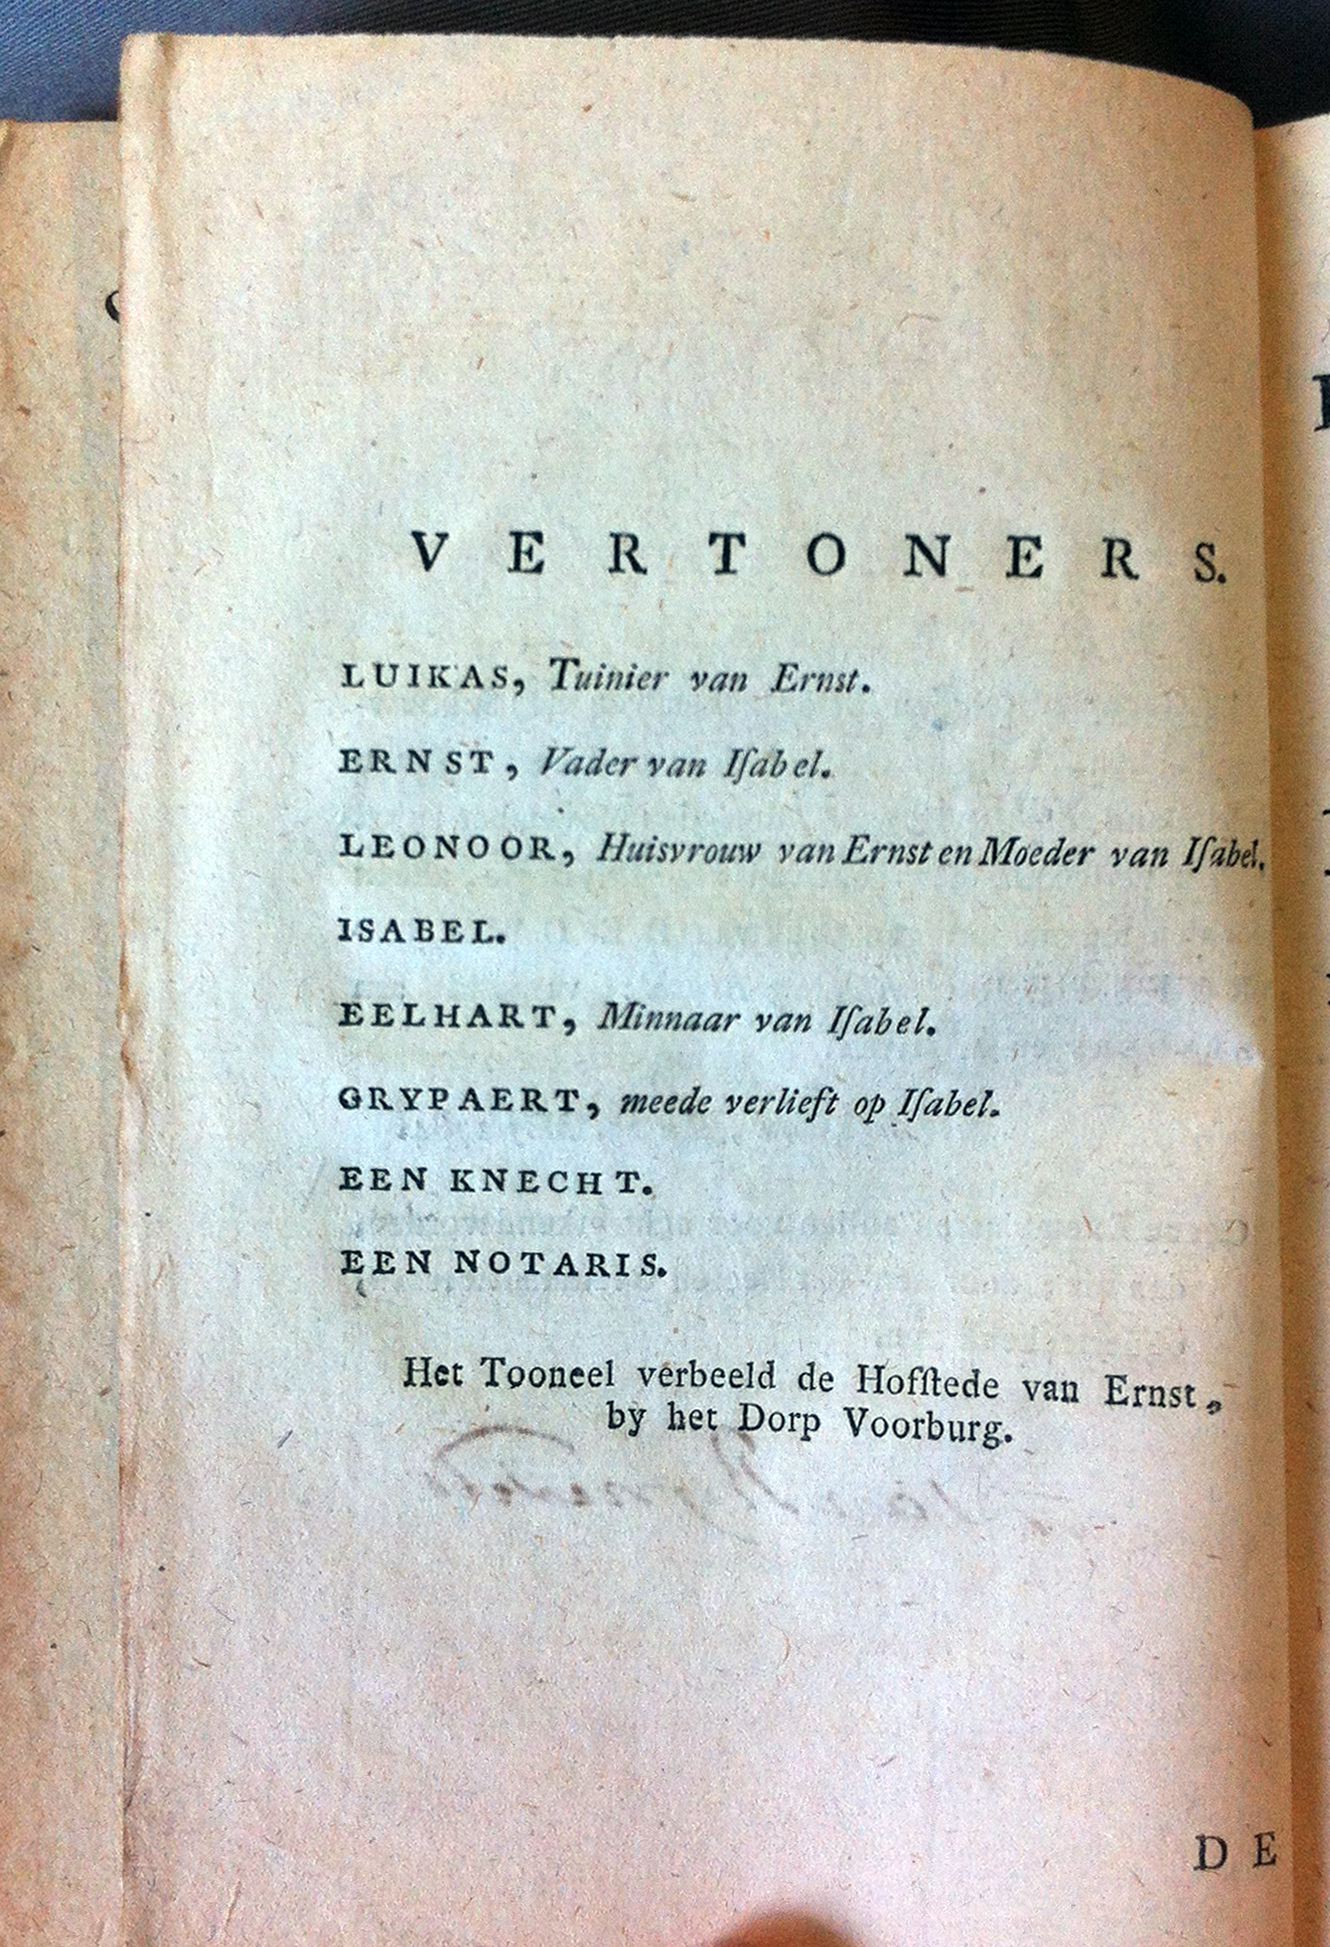 VERTONERS.
LUIKAS, Tuinier van Ernst.
ERNST, Vader van Iſabel.
LEONOOR, Huisvrouw van Ernst en Moeder van Iſabel.
ISABEL.
EELHART, Minnaar van Iſabel.
GRYPAERT, meede verlieft op Iſabel.
EEN KNECHT.
EEN NOTARIS.
Het Tooneel verbeeld de Hofſtede van Ernst,
by het Dorp Voorburg.
DE